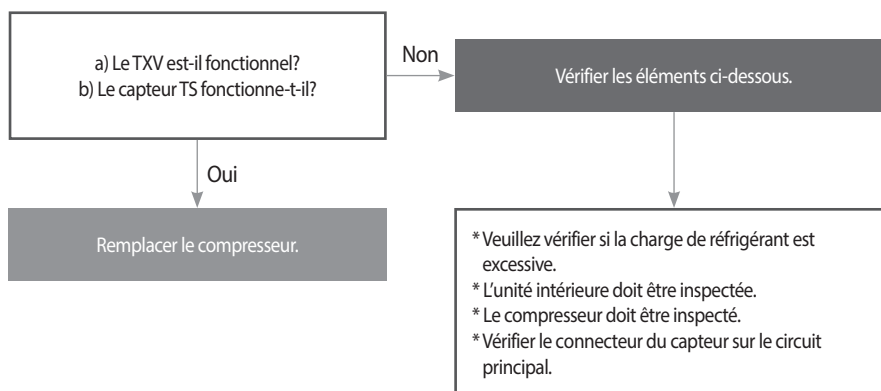 a) Le TXV est-il fonctionnel?
b) Le capteur TS fonctionne-t-il?
Non
Vérifier les éléments ci-dessous.
Oui
Remplacer le compresseur.
* Veuillez vérifier si la charge de réfrigérant est
excessive.
* L'unité intérieure doit être inspectée.
* Le compresseur doit être inspecté.
* Vérifier le connecteur du capteur sur le circuit
principal.